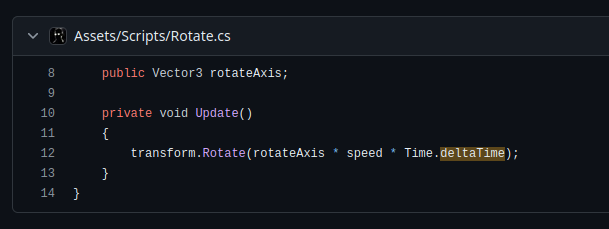 Assets/Scripts/Rotate.cs
8 public Vector3 rotateAxis;
9
10 private void Update()
11 {
12 transform.Rotate(rotateAxis * speed * Time.deltaTime);
13 }
14 }